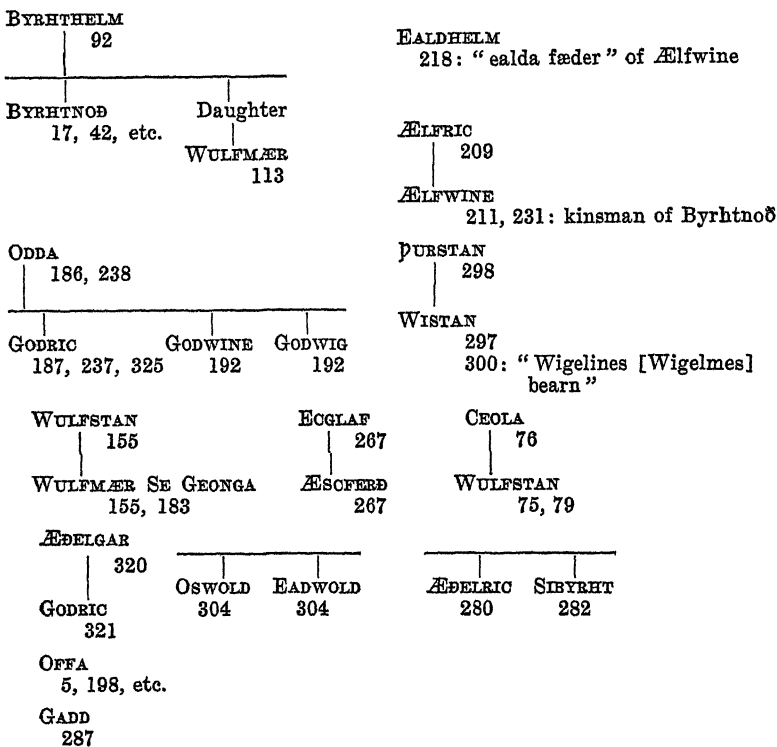 BYRHTHELM
92
BYRHTNOÐ
17, 42, etc.
Daughter
WULFMÆR
113
EALDHELM
218: “ealda fæder” of Ælfwine
ÆLFRIC
209
ÆLFWINE
211, 231: kinsman of Byrhtnoð
ODDA
186, 238
GODRIC
187, 237, 325
GODWINE
192
GODWIG
192
ÞURSTAN
298
WISTAN
297
300: “Wigelines [Wigelmes]
bearn”
WULFSTAN
155
WULFMÆR SE GEONGA
155, 183
ECGLAF
267
ÆSCFERÐ
267
CEOLA
76
WULFSTAN
75, 79
ÆÐELGAR
320
GODRIC
321
OSWOLD
304
EADWOLD
304
ÆÐELRIC
280
SIBYRHT
282
OFFA
5, 198, etc.
GADD
287